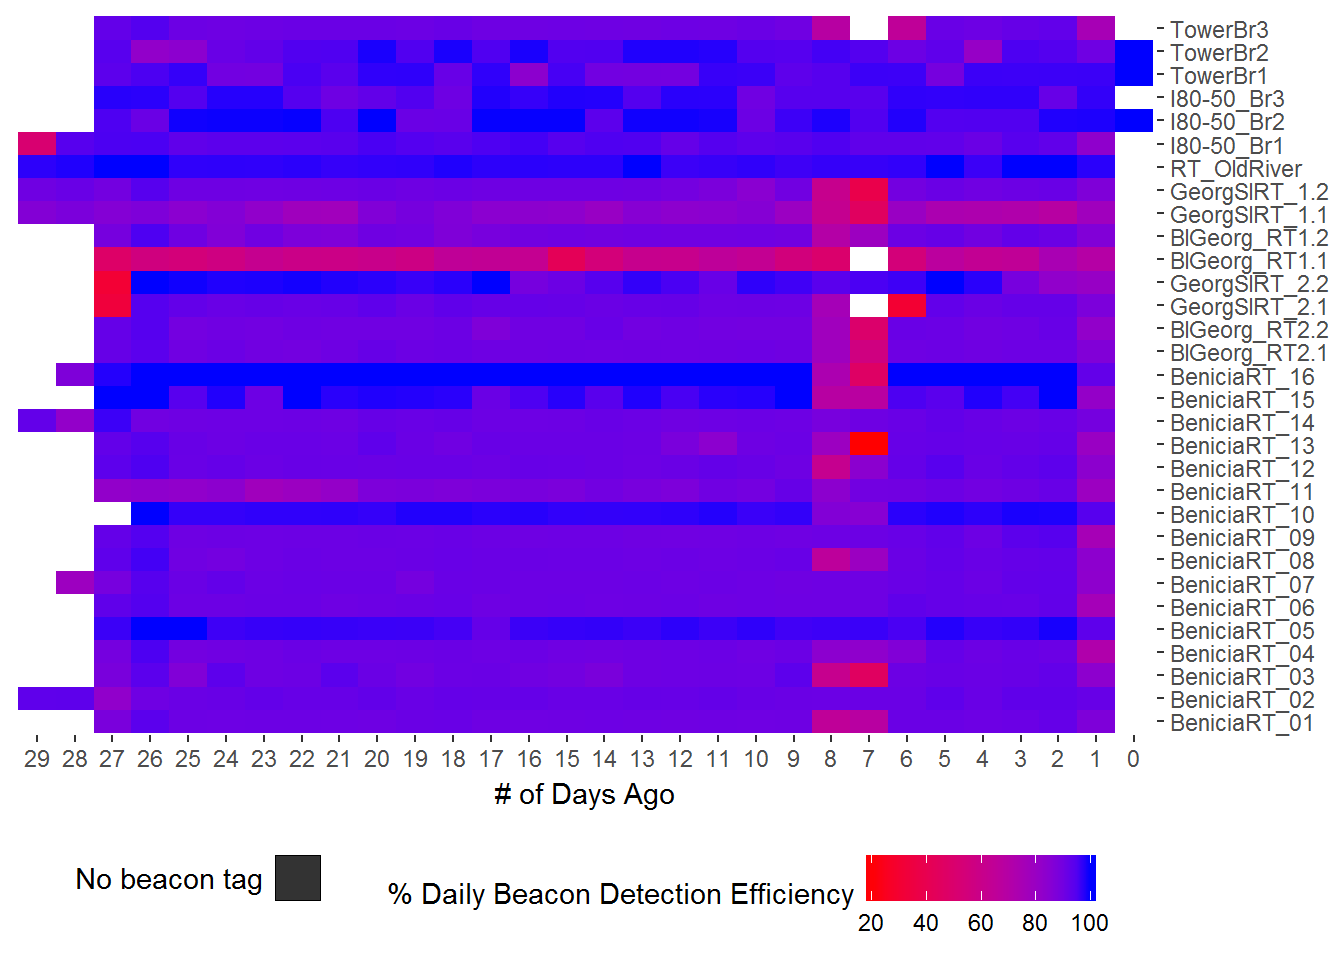 TowerBr3
TowerBr2
TowerBr1
I80-50_Br3
I80-50_Br2
I80-50_Br1
RT_OldRiver
GeorgSlRT_1.2
GeorgSlRT_1.1
BlGeorg_RT1.2
BlGeorg_RT1.1
GeorgSlRT_2.2
GeorgSlRT_2.1
BlGeorg_RT2.2
BlGeorg_RT2.1
BeniciaRT_16
BeniciaRT_15
BeniciaRT_14
BeniciaRT_13
BeniciaRT_12
BeniciaRT_11
BeniciaRT_10
BeniciaRT_09
BeniciaRT_08
BeniciaRT_07
BeniciaRT_06
BeniciaRT_05
BeniciaRT_04
BeniciaRT_03
BeniciaRT_02
BeniciaRT_01
29 28 27 26 25 24 23 22 21 20 19 18 17 16 15 14 13 12 11 10 9 8 7 6 5 4 3 2 1 0
# of Days Ago
No beacon tag
% Daily Beacon Detection Efficiency
20 40 60 80 100